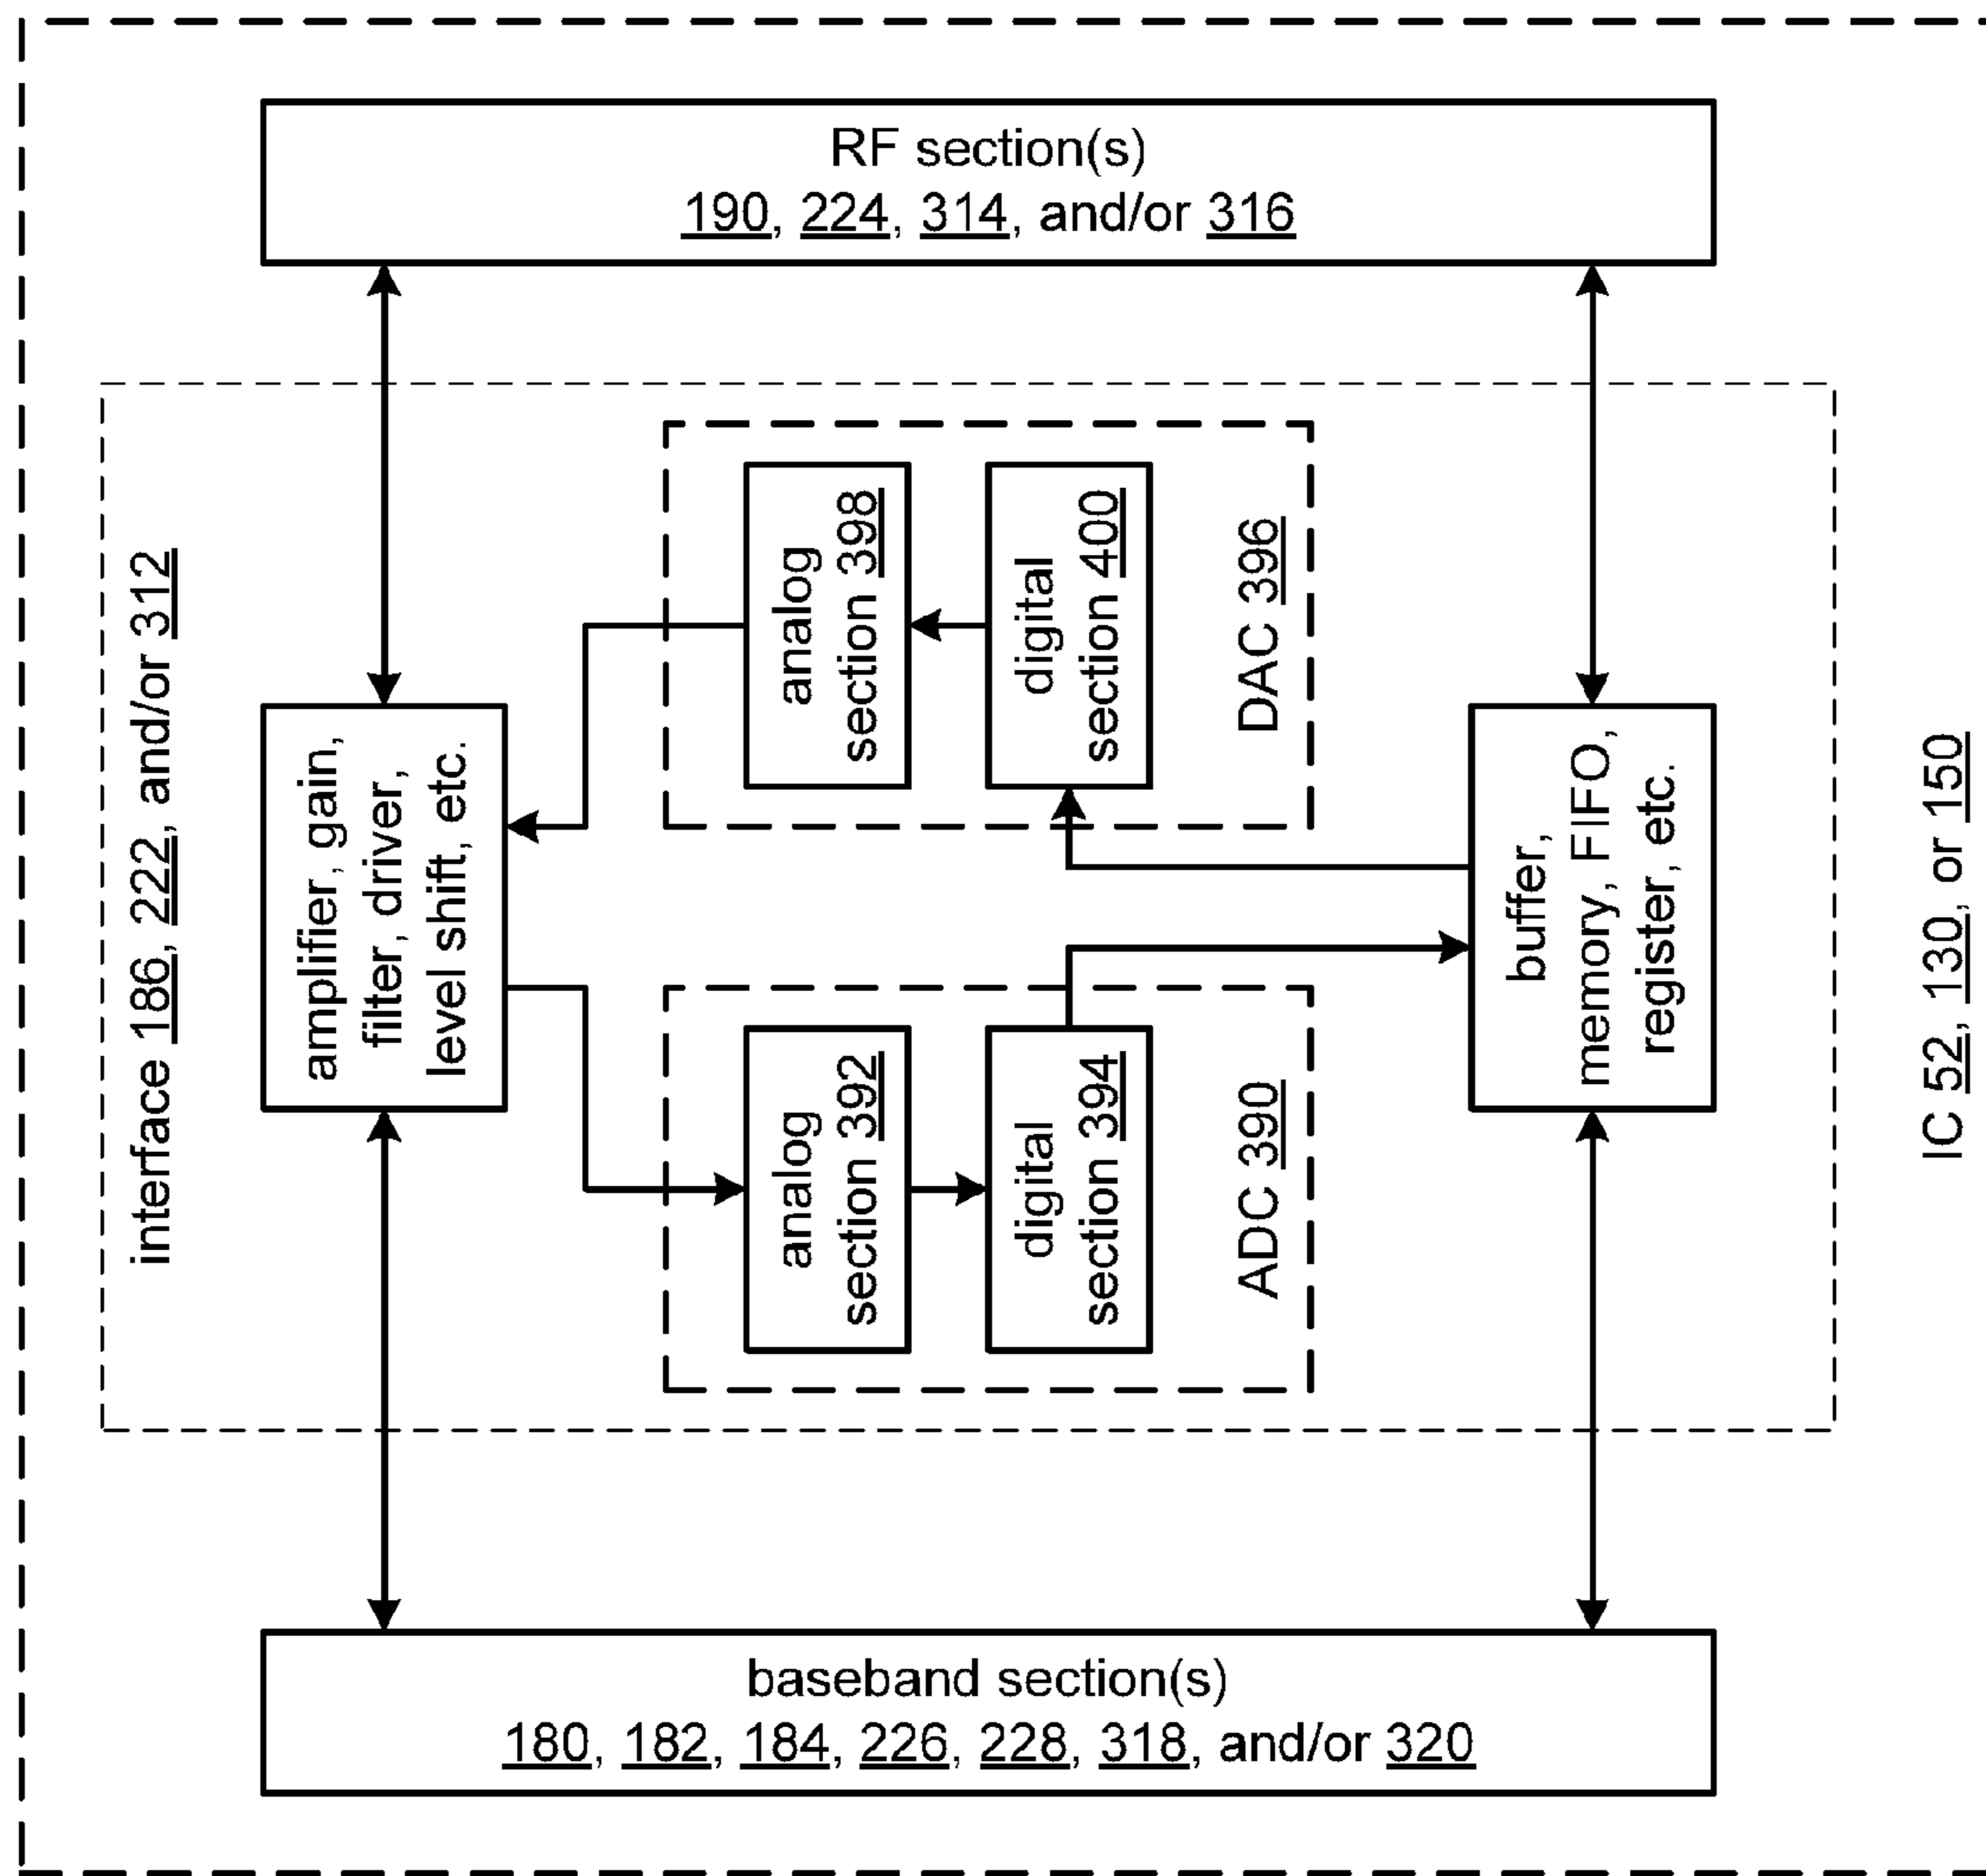 RF section(s)
190, 224, 314, and/or 316
interface 186, 222, and/or 312
amplifier, gain,
filter, driver,
level shift, etc.
analog
section 398
digital
section 400
DAC 396
analog
section 392
digital
section 394
ADC 390
buffer,
memory, FIFO,
register, etc.
IC 52, 130, or 150
baseband section(s)
180, 182, 184, 226, 228, 318, and/or 320